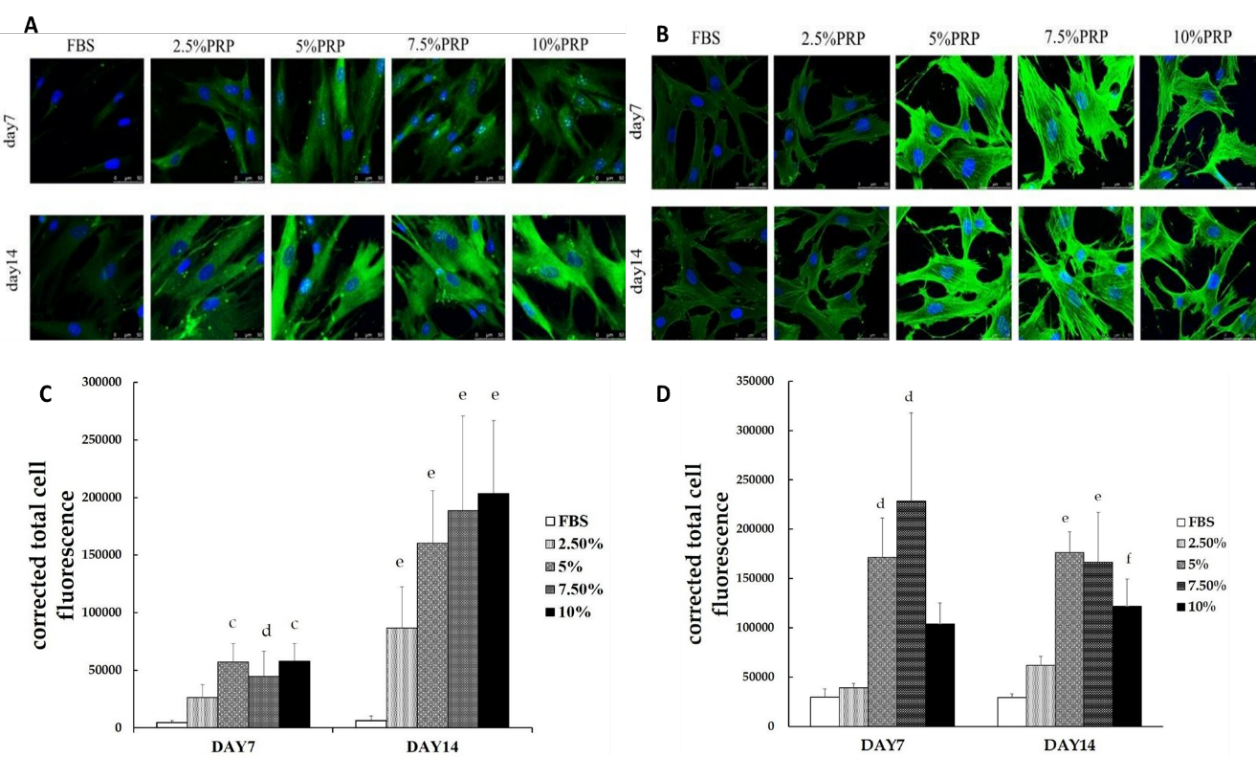 A
FBS 2.5%PRP 5%PRP 7.5%PRP 10%PRP
day7
day14
B
FBS 2.5%PRP 5%PRP 7.5%PRP 10%PRP
day7
day14
C
corrected total cell
fluorescence
300000
250000
200000
150000
100000
50000
0
c d c
e e e e
DAY7 DAY14
FBS
2.50%
5%
7.50%
10%
D
corrected total cell
fluorescence
350000
300000
250000
200000
150000
100000
50000
0
d d
e e f
DAY7 DAY14
FBS
2.50%
5%
7.50%
10%